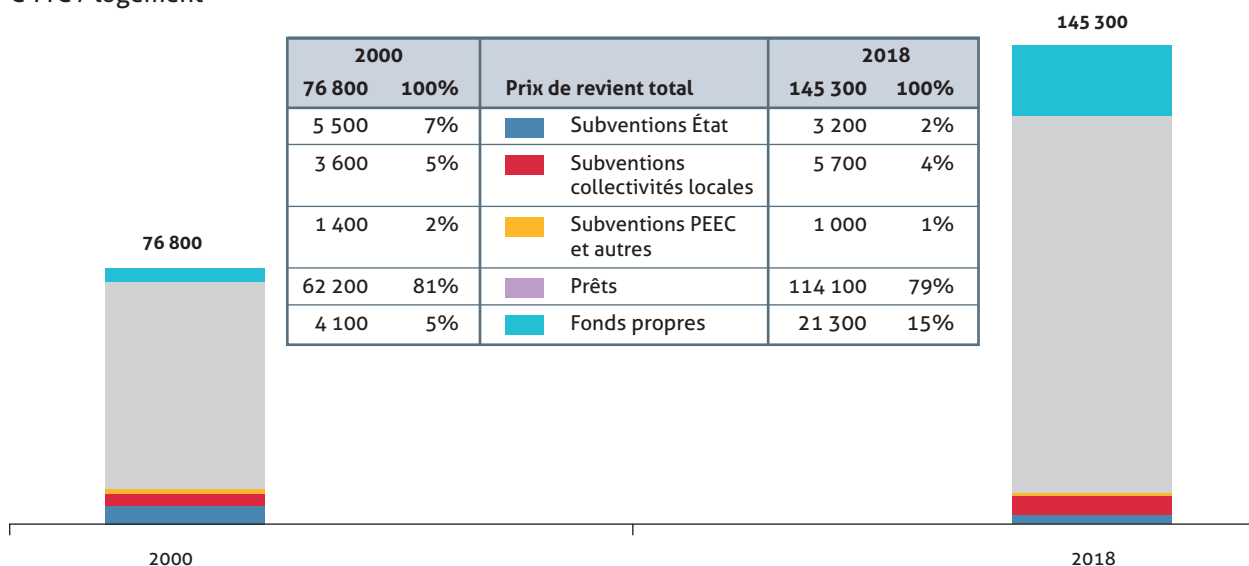 145 300
2000 2018
76 800 100% Prix de revient total 145 300 100%
5 500 7% Subventions État 3 200 2%
3 600 5% Subventions 5 700 4%
collectivités locales
1 400 2% Subventions PEEC 1 000 1%
et autres
76 800
62 200 81% Prêts 114 100 79%
4 100 5% Fonds propres 21 300 15%
2000 2018